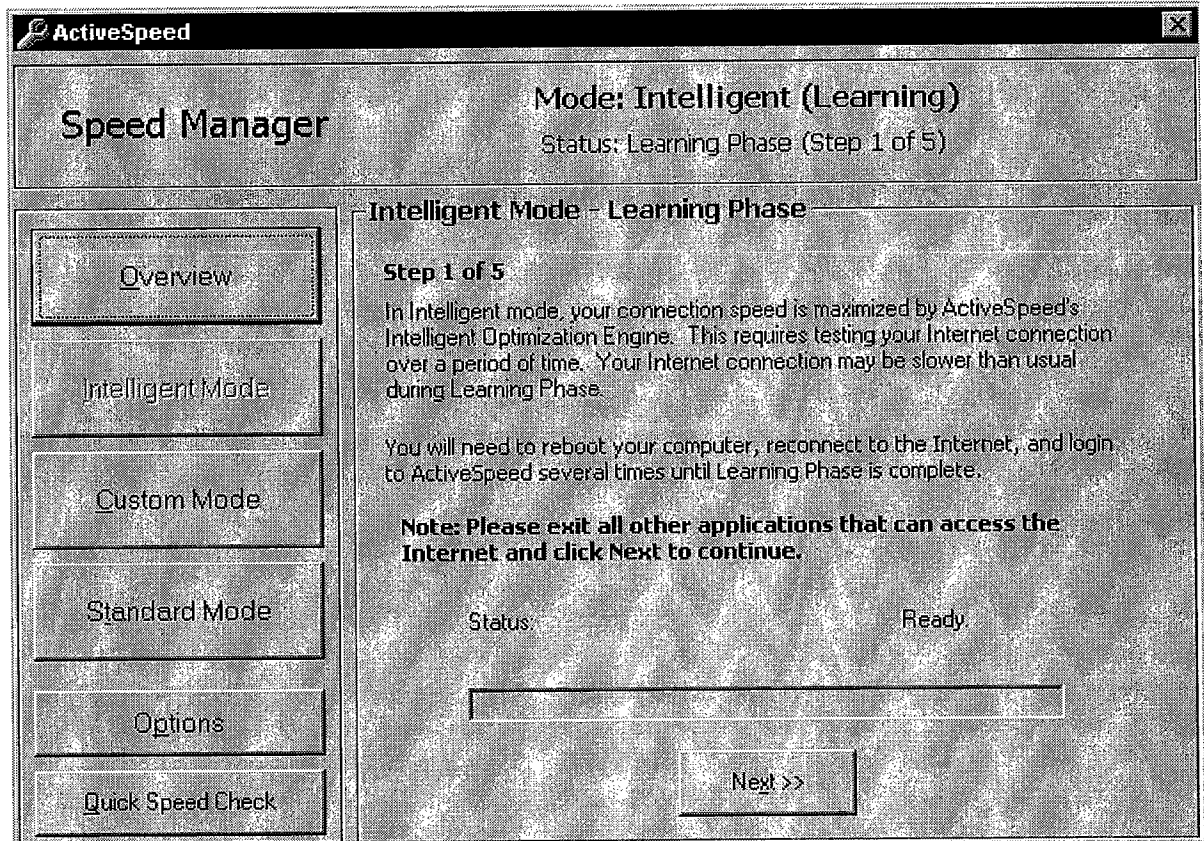 ActiveSpeed
Speed Manager
Mode: Intelligent (Learning)
Status: Learning Phase (Step 1 of 5)
Overview
Intelligent Mode
Custom Mode
Standard Mode
Options
Quick Speed Check
Intelligent Mode - Learning Phase
Step 1 of 5
In Intelligent mode, your connection speed is maximized by ActiveSpeed's
Intelligent Optimization Engine. This requires testing your Internet connection
over a period of time. Your Internet connection may be slower than usual
during Learning Phase.
You will need to reboot your computer, reconnect to the Internet, and login
to ActiveSpeed several times until Learning Phase is complete.
Note: Please exit all other applications that can access the
Internet and click Next to continue.
Status: Ready.
Next >>